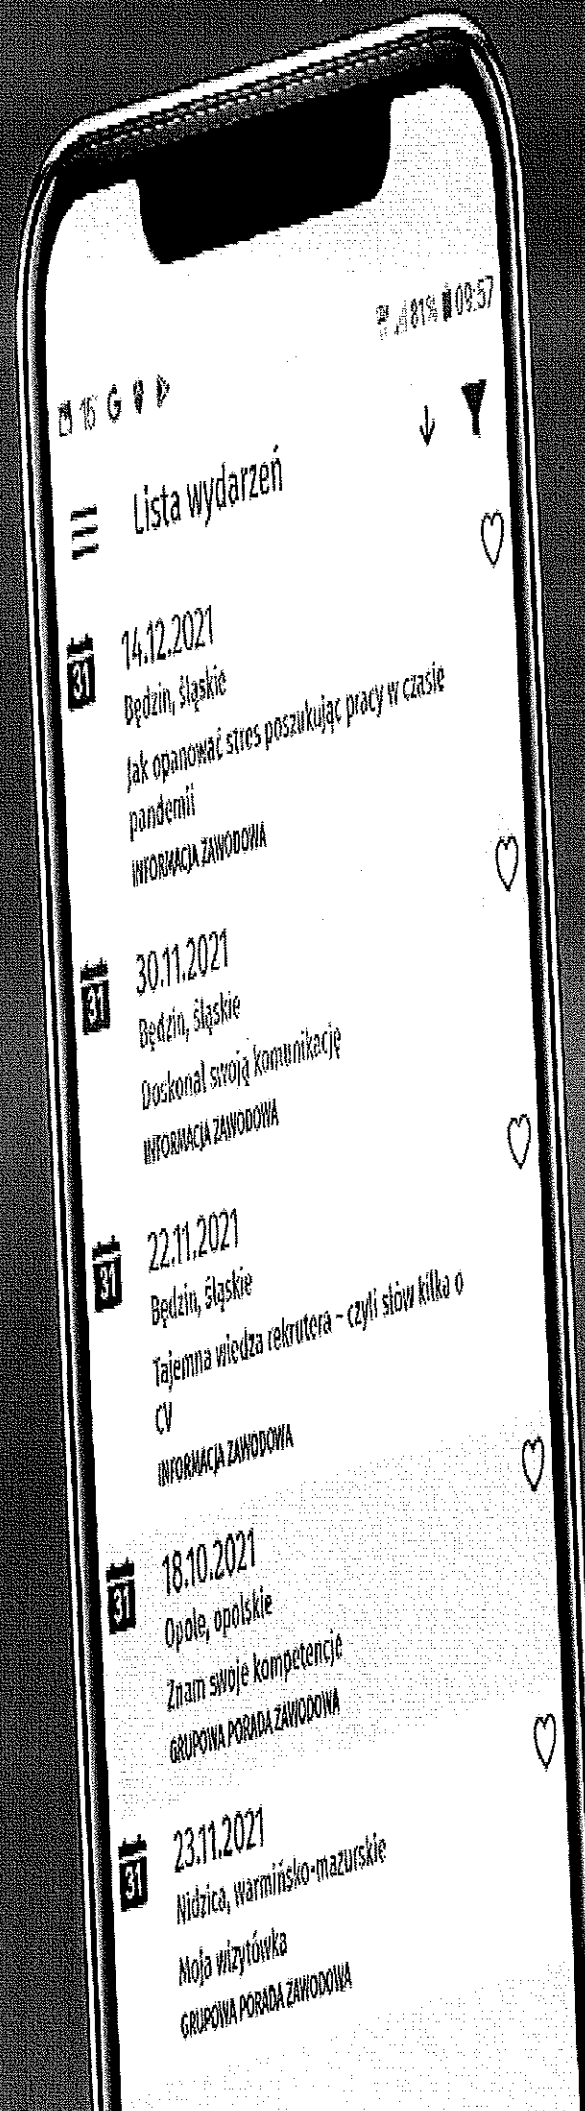 81% 09:57
16° G
Lista wydarzeń
31
14.12.2021
Będzin, śląskie
Jak opanować stres poszukując pracy w czasie
pandemii
INFORMACJA ZAWODOWA
31
30.11.2021
Będzin, śląskie
Doskonal swoją komunikację
INFORMACJA ZAWODOWA
31
22.11.2021
Będzin, śląskie
Tajemna wiedza rekrutera – czyli słów kilka o
CV
INFORMACJA ZAWODOWA
31
18.10.2021
Opole, opolskie
Znam swoje kompetencje
GRUPOWA PORADA ZAWODOWA
31
23.11.2021
Nidzica, warmińsko-mazurskie
Moja wizytówka
GRUPOWA PORADA ZAWODOWA